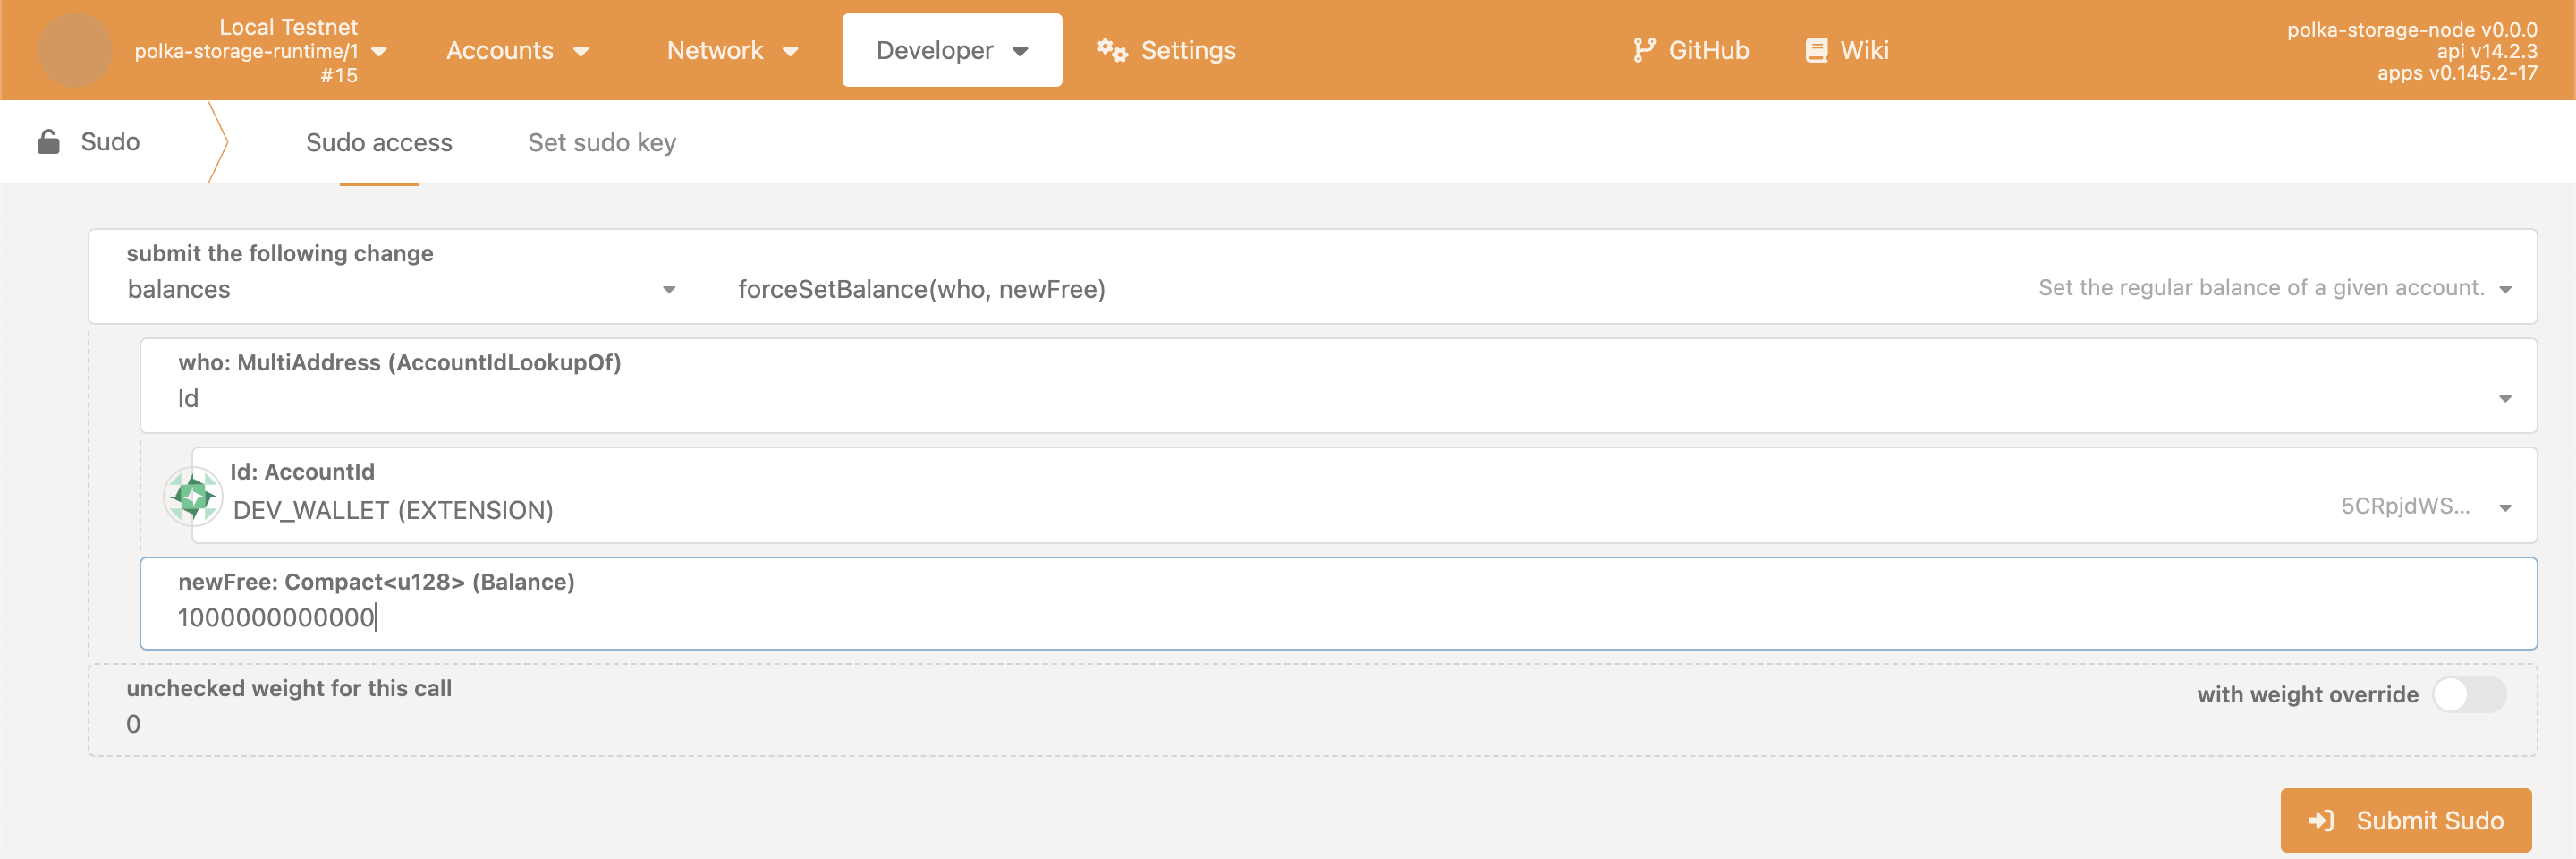 Local Testnet
polka-storage-runtime/1
#15
Accounts
Network
Developer
Settings
GitHub
Wiki
polka-storage-node v0.0.0
api v14.2.3
apps v0.145.2-17
Sudo
Sudo access
Set sudo key
submit the following change
balances
forceSetBalance(who, newFree)
Set the regular balance of a given account.
who: MultiAddress (AccountIdLookupOf)
Id
Id: AccountId
DEV_WALLET (EXTENSION)
5CRpjdWS...
newFree: Compact<u128> (Balance)
1000000000000
unchecked weight for this call
0
with weight override
Submit Sudo